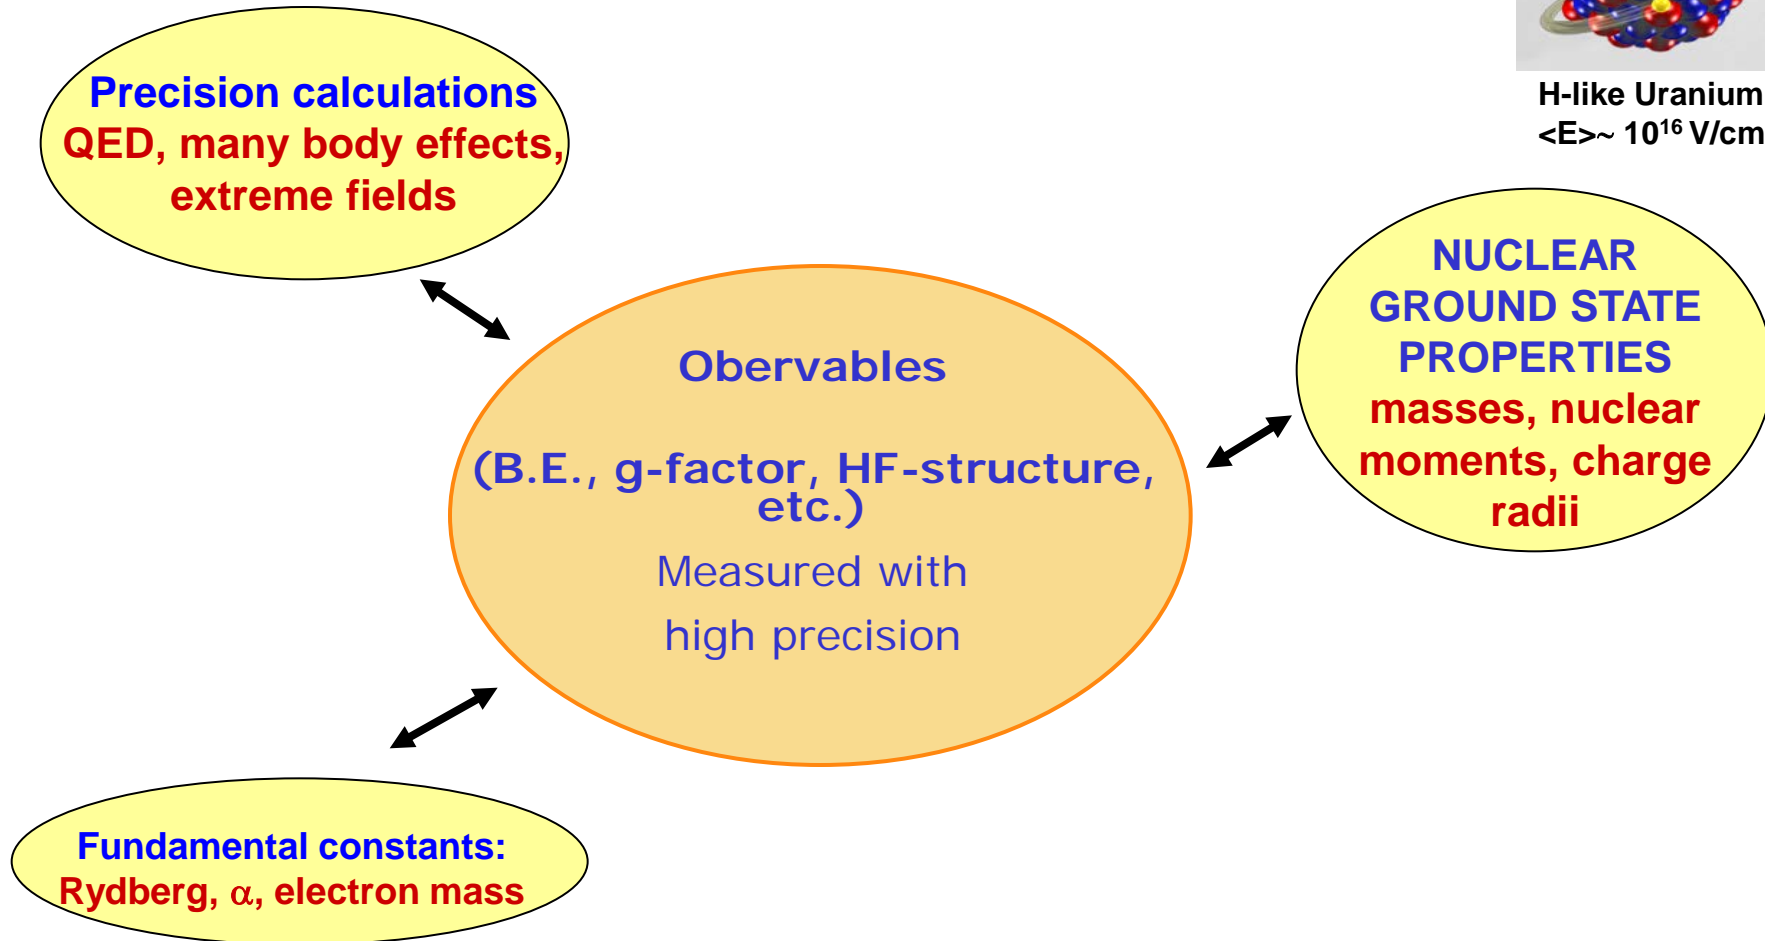 Precision calculations
QED, many body effects,
extreme fields
H-like Uranium
<E>~ 10¹⁶ V/cm
NUCLEAR
GROUND STATE
PROPERTIES
masses, nuclear
moments, charge
radii
Obervables
(B.E., g-factor, HF-structure,
etc.)
Measured with
high precision
Fundamental constants:
Rydberg, α, electron mass